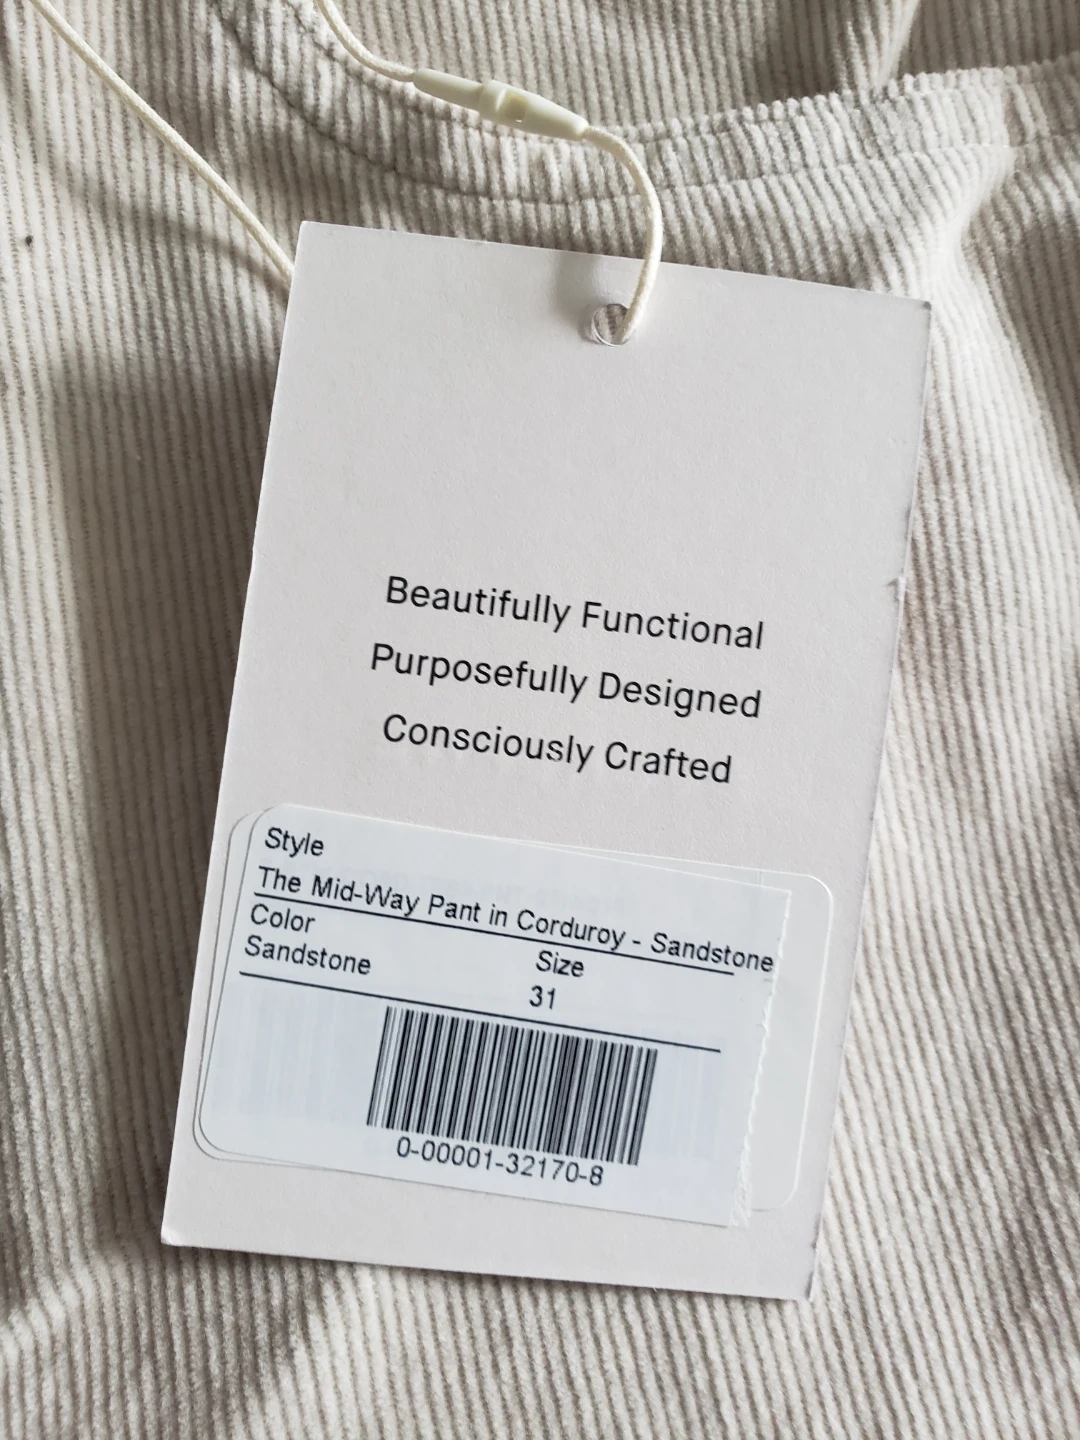 Beautifully Functional
Purposefully Designed
Consciously Crafted
Style
The Mid-Way Pant in Corduroy - Sandstone
Color
Size
Sandstone
31
0-00001-32170-8